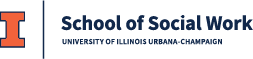 School of Social Work
UNIVERSITY OF ILLINOIS URBANA-CHAMPAIGN